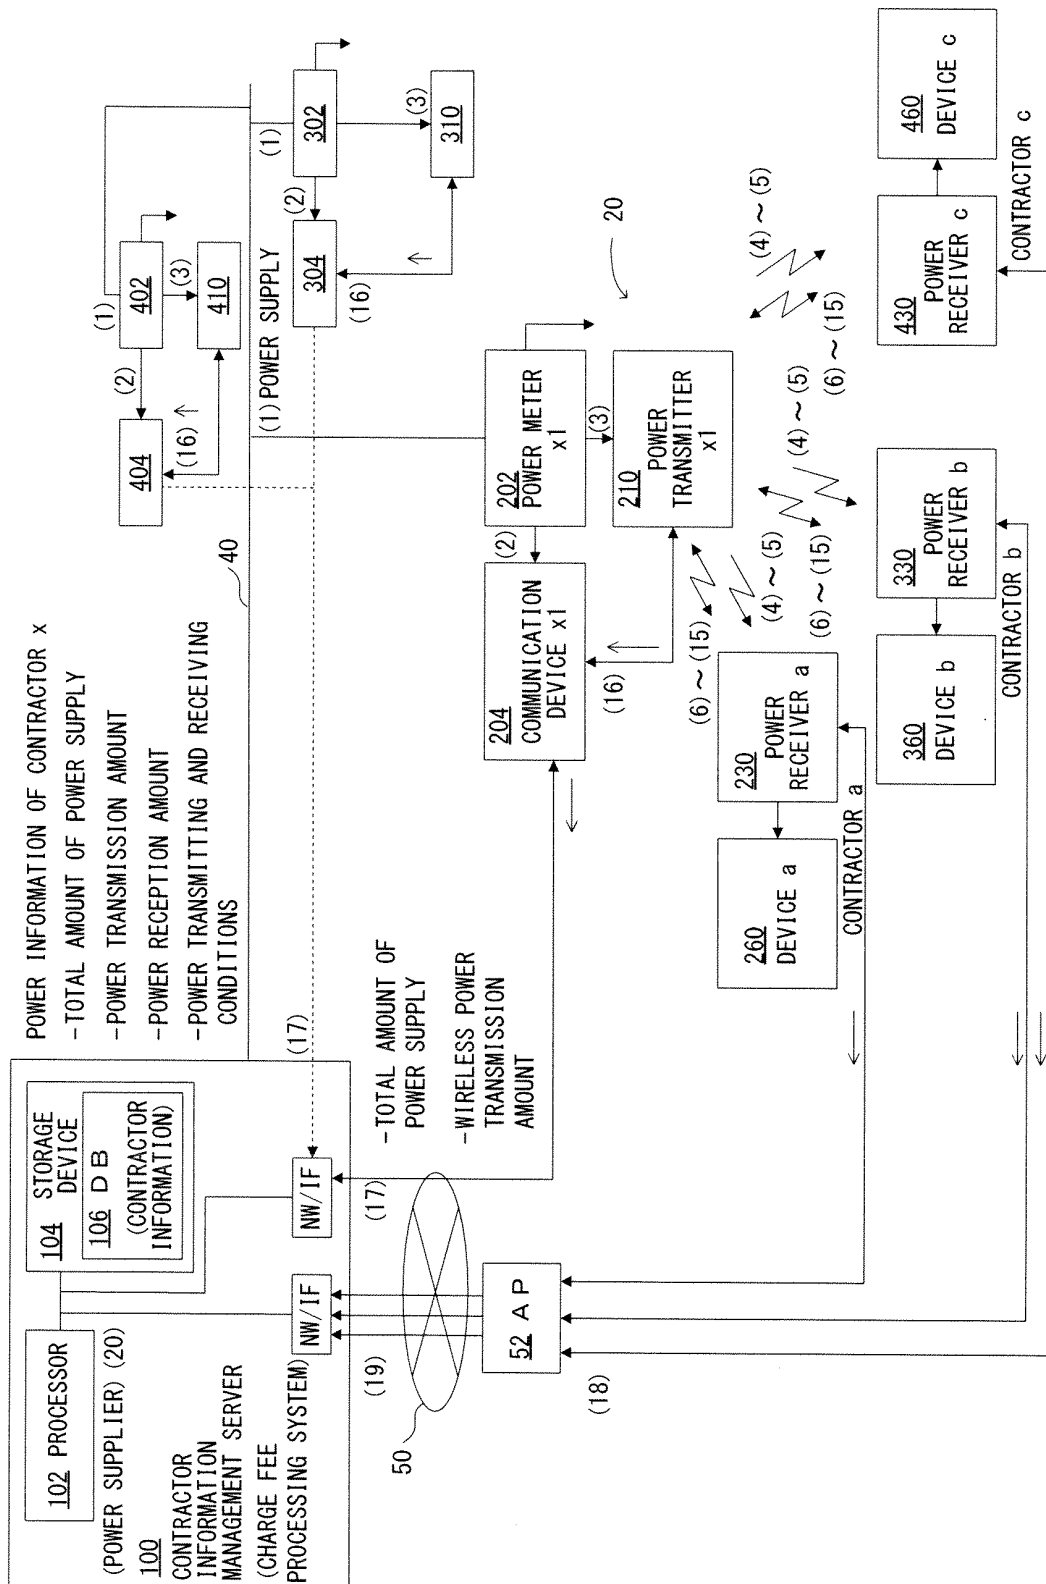 102 PROCESSOR
(POWER SUPPLIER) (20)
100
CONTRACTOR
INFORMATION
MANAGEMENT SERVER
(CHARGE FEE
PROCESSING SYSTEM)
104 STORAGE
DEVICE
106 DB
(CONTRACTOR
INFORMATION)
NW/IF
NW/IF
POWER INFORMATION OF CONTRACTOR x
-TOTAL AMOUNT OF POWER SUPPLY
-POWER TRANSMISSION AMOUNT
-POWER RECEPTION AMOUNT
-POWER TRANSMITTING AND RECEIVING
CONDITIONS
40
(17)
(1)
402
(2)
(3)
404
410
(16)
(1)
302
(2)
(3)
304
310
(16)
(1) POWER SUPPLY
(19)
(17)
50
-TOTAL AMOUNT OF
POWER SUPPLY
-WIRELESS POWER
TRANSMISSION
AMOUNT
52 AP
(18)
204
COMMUNICATION
DEVICE x1
(2)
202
POWER METER
x1
(3)
210
POWER
TRANSMITTER
x1
(16)
20
(6)~(15)
(4)~(5)
(6)~(15)
(4)~(5)
(6)~(15)
(4)~(5)
260
DEVICE a
230
POWER
RECEIVER a
CONTRACTOR a
360
DEVICE b
330
POWER
RECEIVER b
CONTRACTOR b
430
POWER
RECEIVER c
460
DEVICE c
CONTRACTOR c